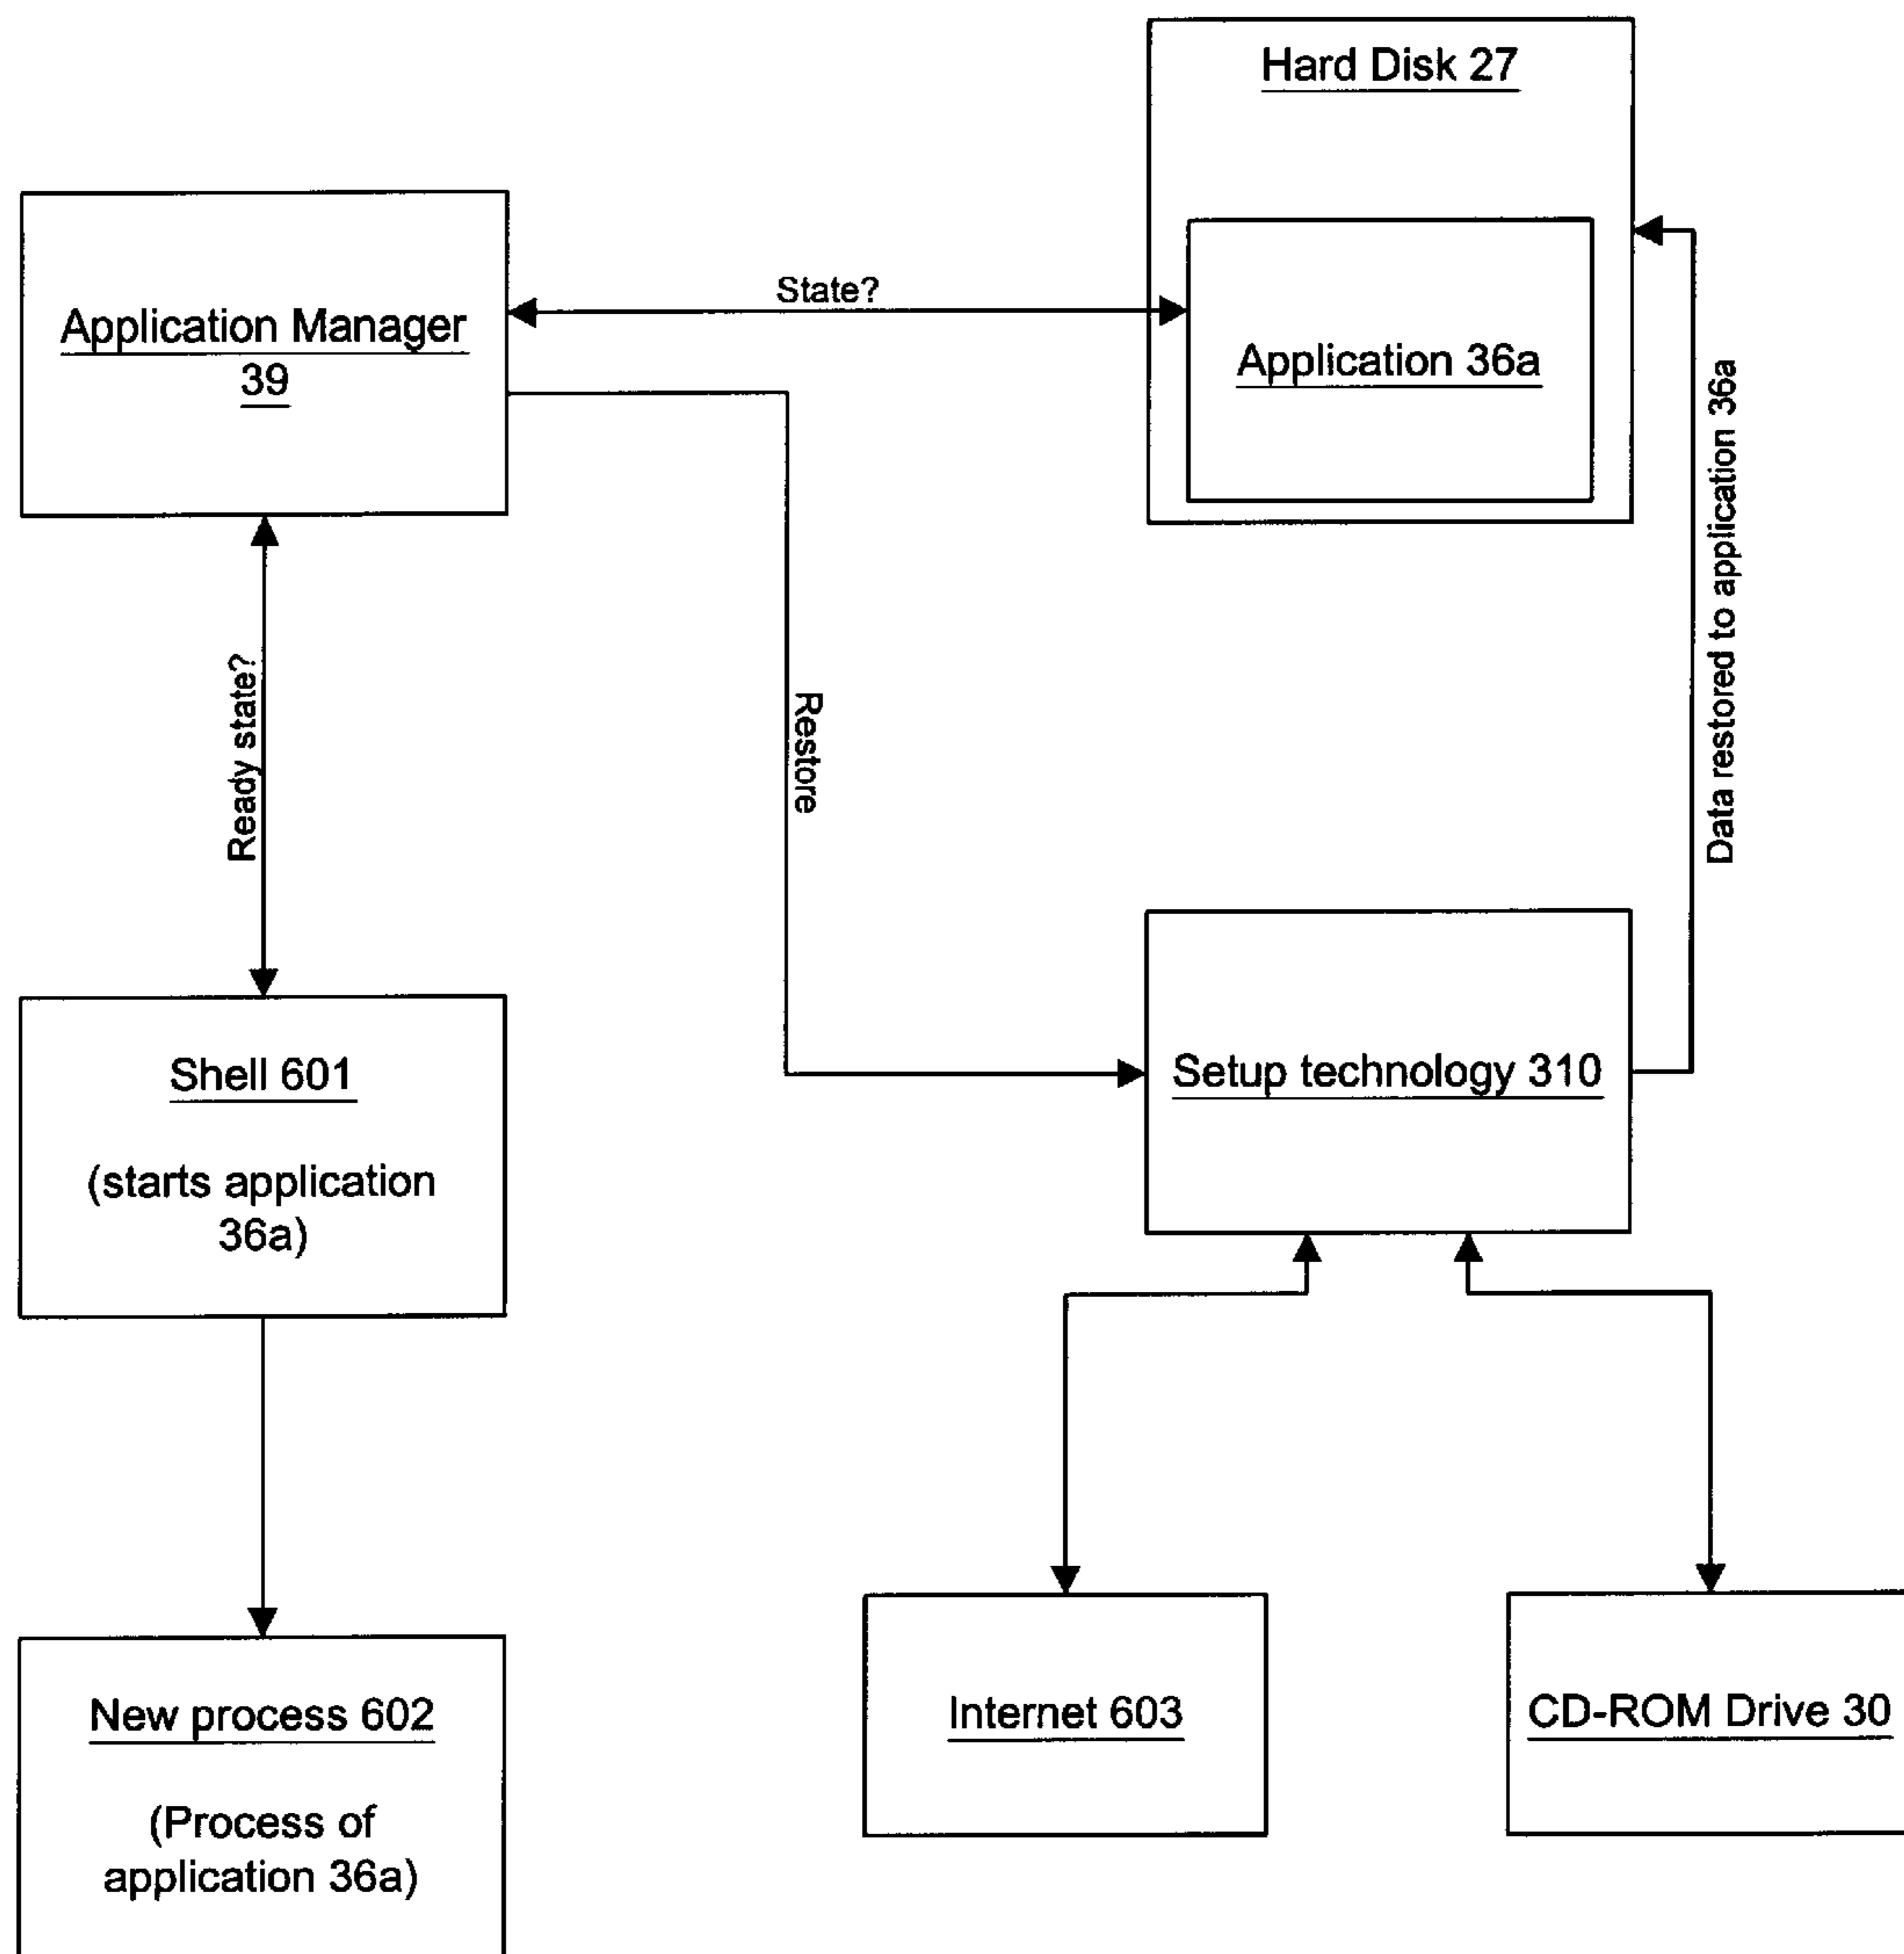 Hard Disk 27
Application Manager
39
State?
Application 36a
Data restored to application 36a
Ready state?
Restore
Shell 601
(starts application
36a)
Setup technology 310
New process 602
(Process of
application 36a)
Internet 603
CD-ROM Drive 30